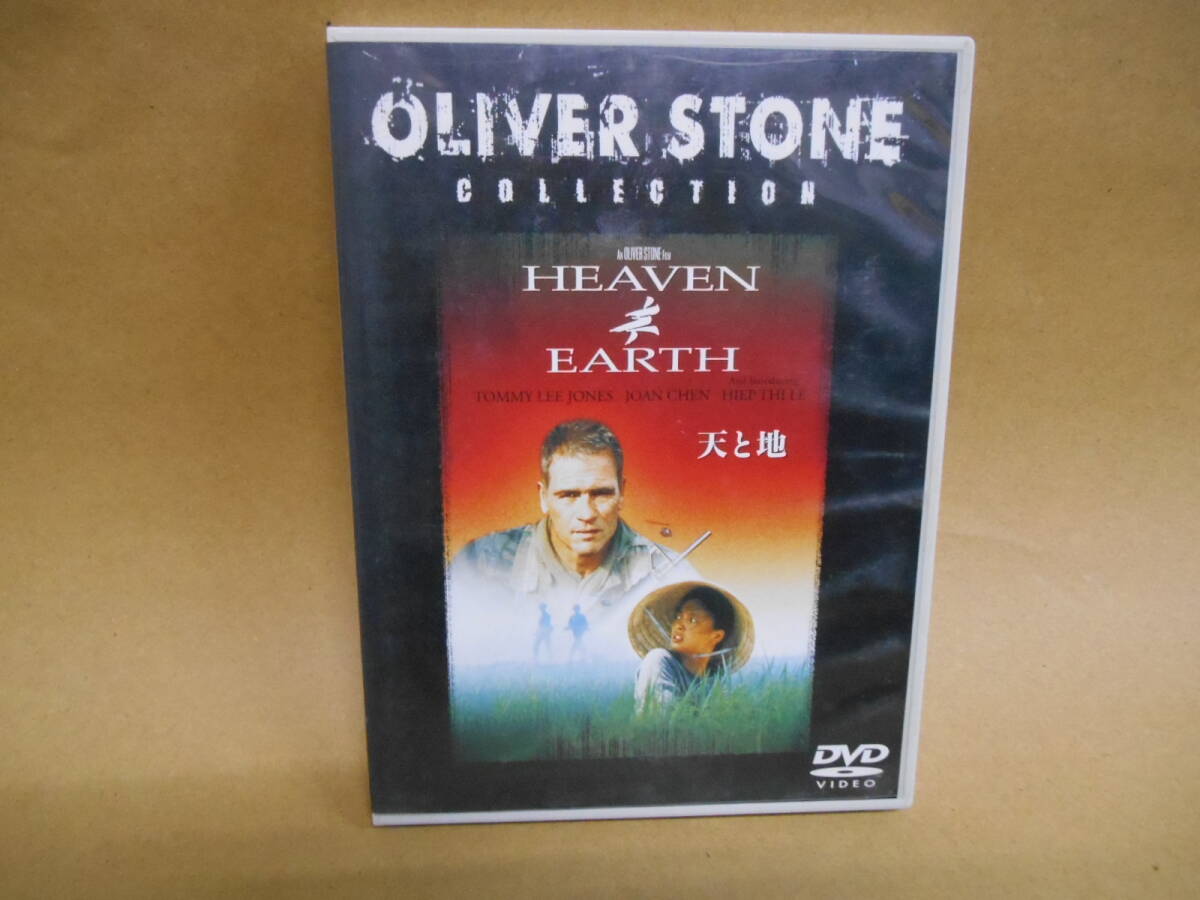 OLIVER STONE
COLLECTION
An OLIVER STONE Film
HEAVEN
EARTH
And Introducing
TOMMY LEE JONES JOAN CHEN HIEP THI LE
天と地
DVD
VIDEO